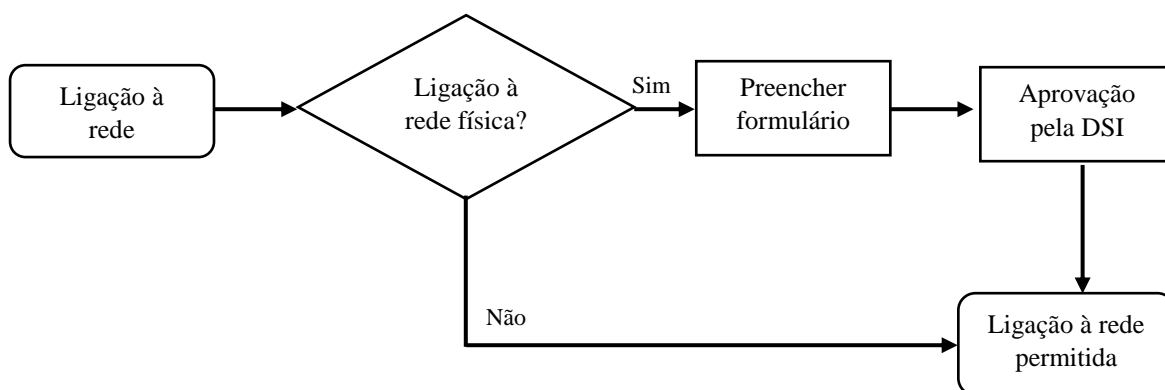 Ligação à
rede
Ligação à
rede física?
Sim
Preencher
formulário
Aprovação
pela DSI
Não
Ligação à rede
permitida